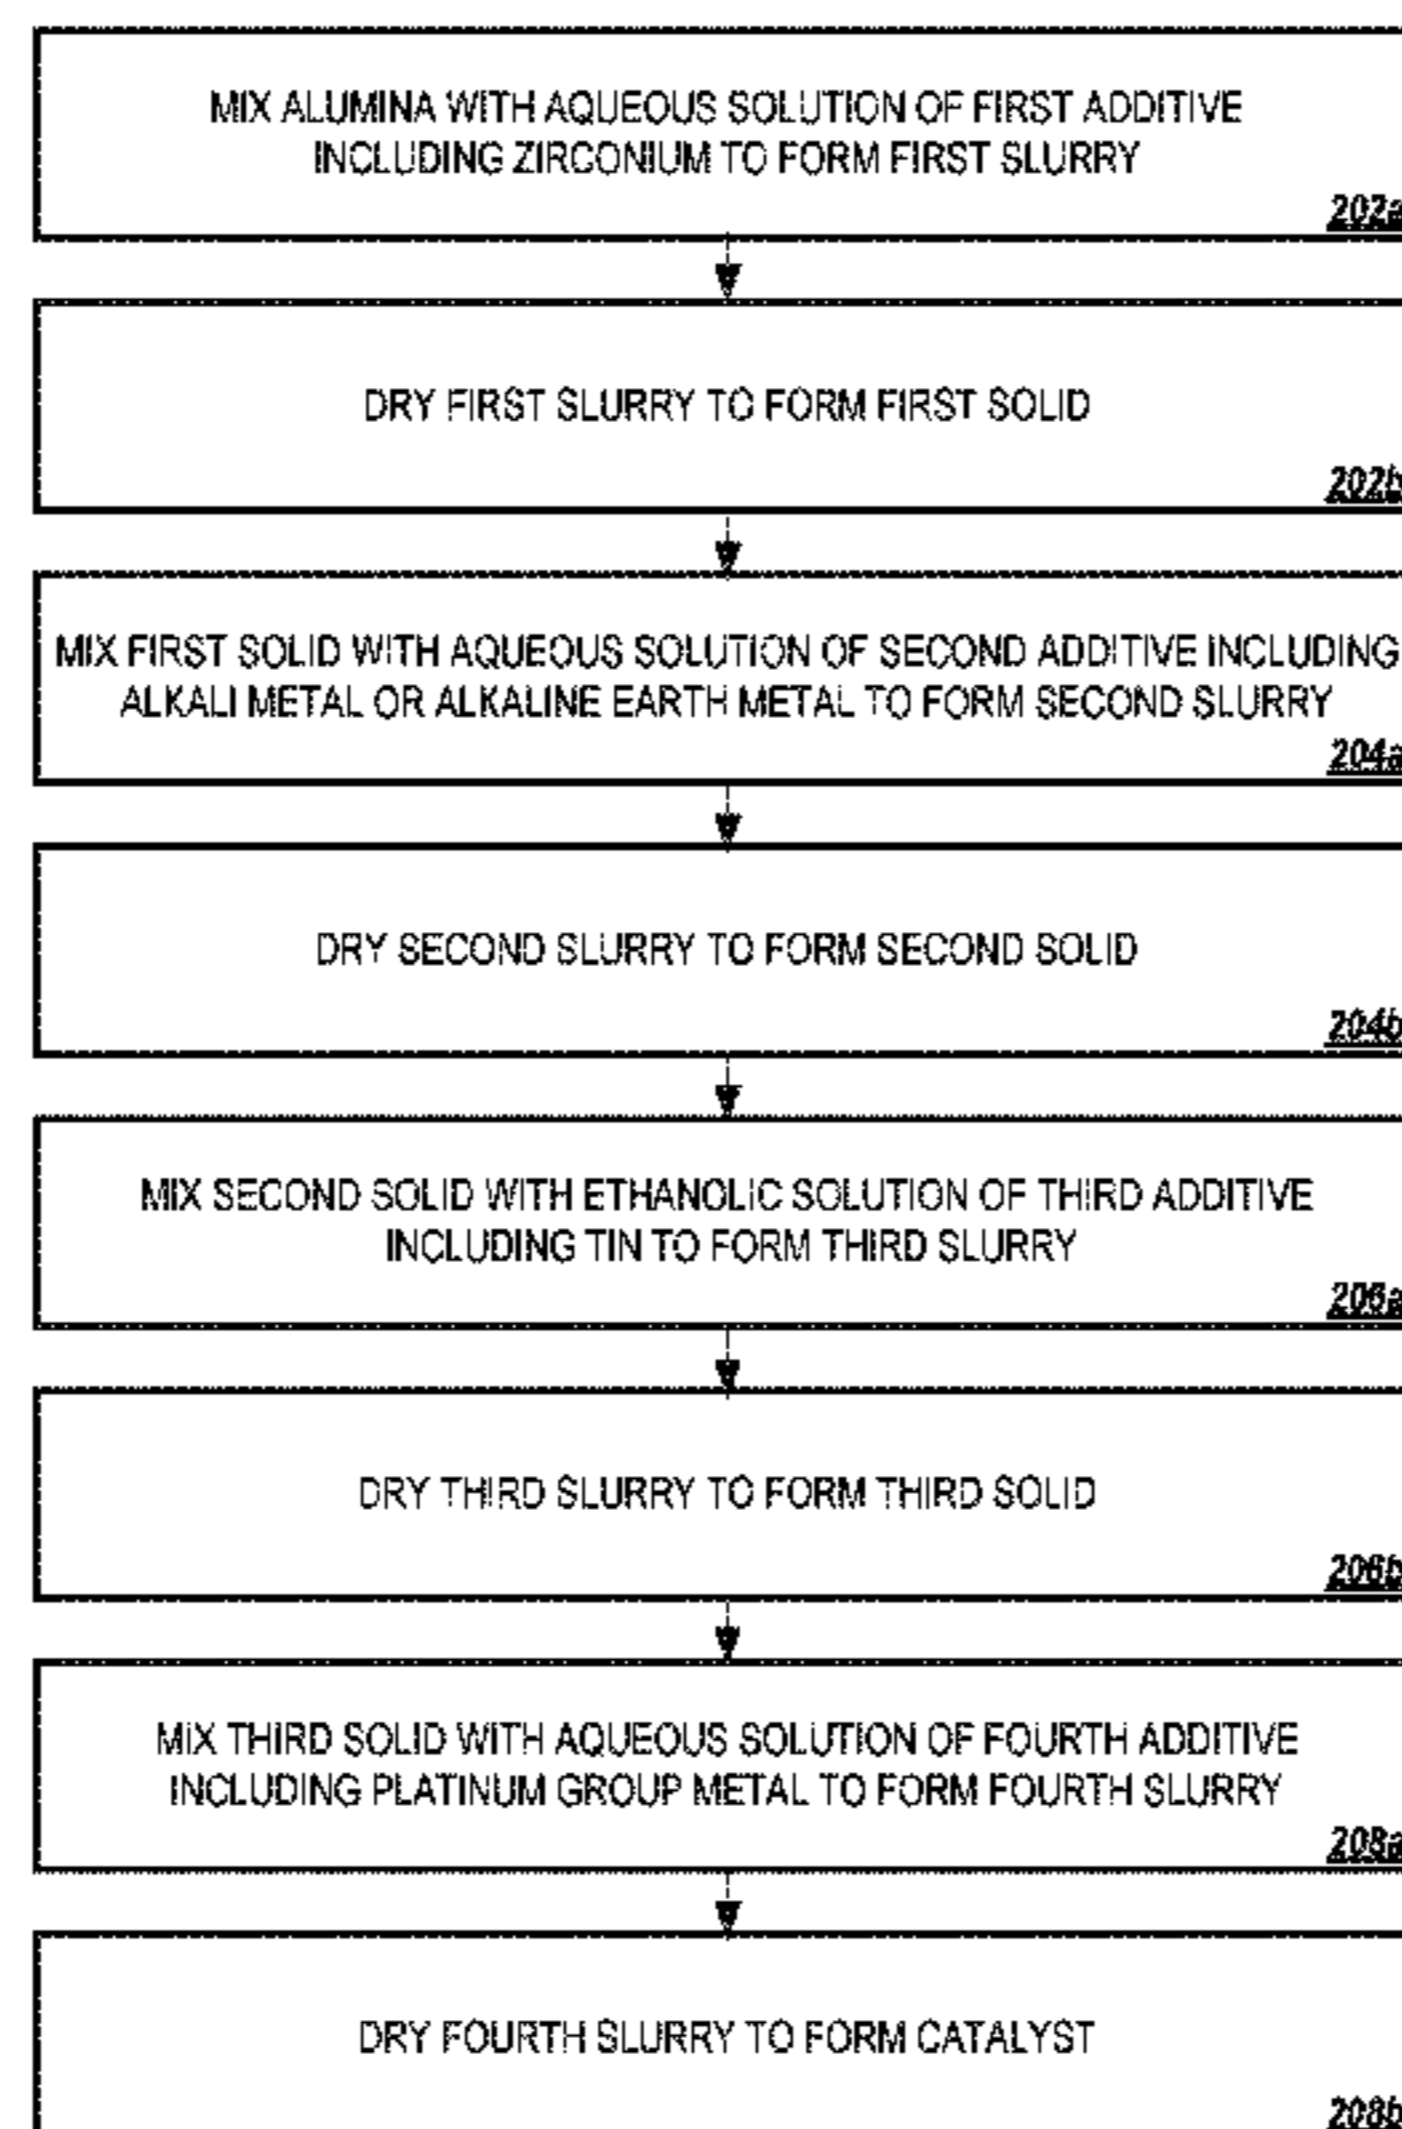 MIX ALUMINA WITH AQUEOUS SOLUTION OF FIRST ADDITIVE
INCLUDING ZIRCONIUM TO FORM FIRST SLURRY
202a
DRY FIRST SLURRY TO FORM FIRST SOLID
202b
MIX FIRST SOLID WITH AQUEOUS SOLUTION OF SECOND ADDITIVE INCLUDING
ALKALI METAL OR ALKALINE EARTH METAL TO FORM SECOND SLURRY
204a
DRY SECOND SLURRY TO FORM SECOND SOLID
204b
MIX SECOND SOLID WITH ETHANOLIC SOLUTION OF THIRD ADDITIVE
INCLUDING TIN TO FORM THIRD SLURRY
206a
DRY THIRD SLURRY TO FORM THIRD SOLID
206b
MIX THIRD SOLID WITH AQUEOUS SOLUTION OF FOURTH ADDITIVE
INCLUDING PLATINUM GROUP METAL TO FORM FOURTH SLURRY
208a
DRY FOURTH SLURRY TO FORM CATALYST
208b